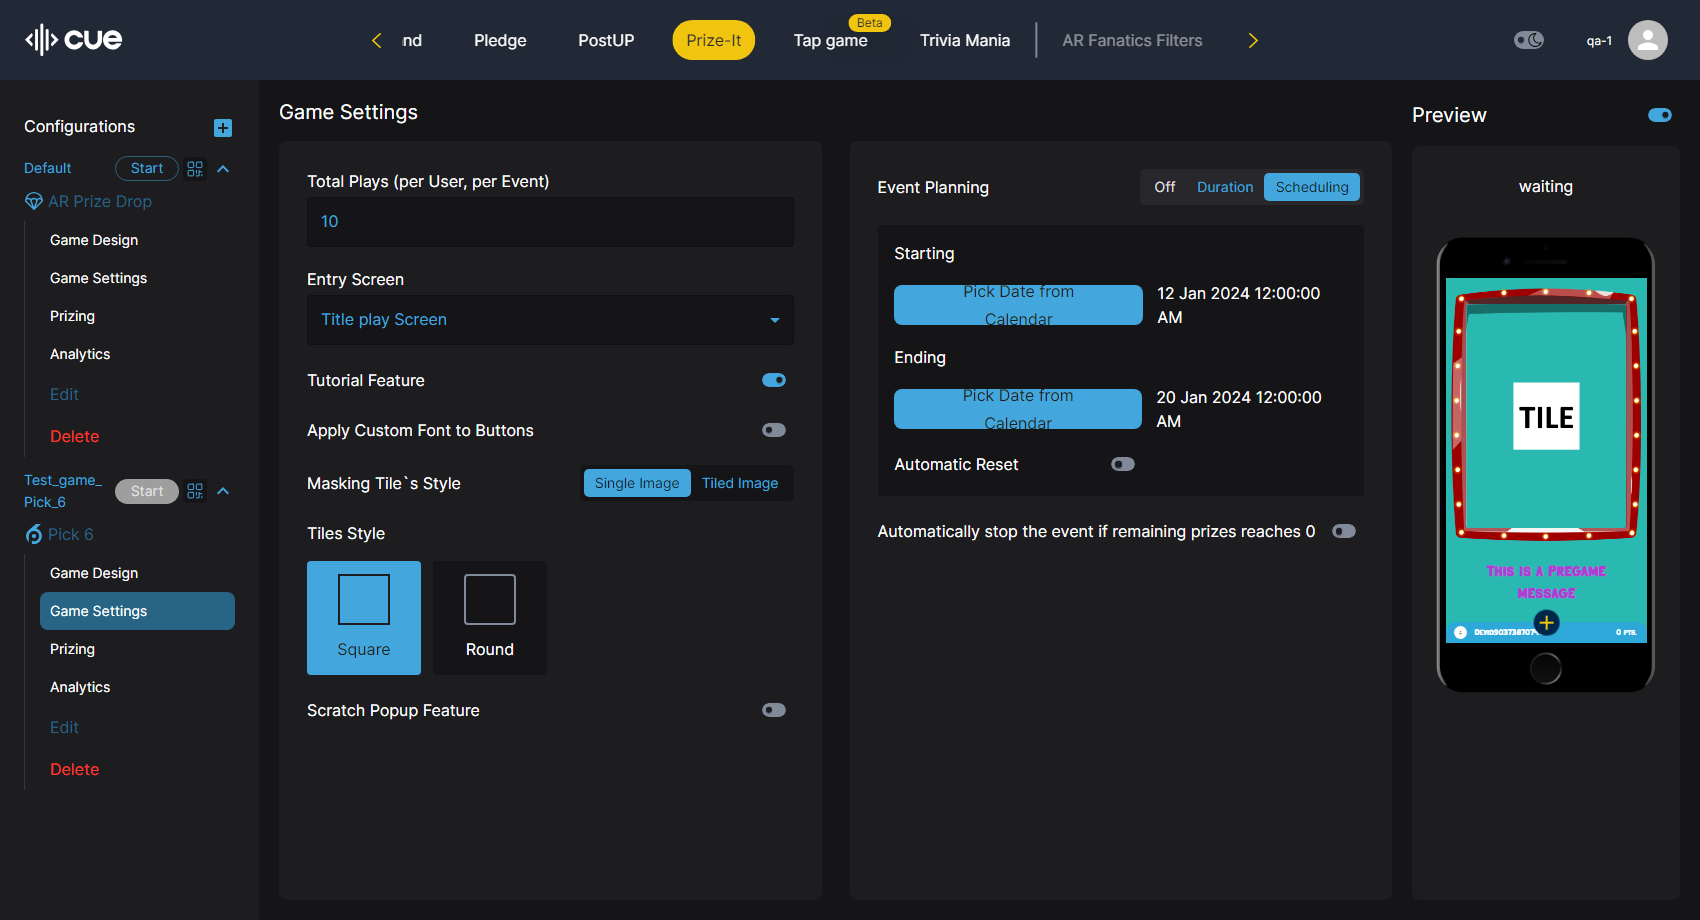 cue
nd
Pledge
PostUP
Prize-It
Beta
Tap game
Trivia Mania
AR Fanatics Filters
qa-1
Configurations
Default
Start
AR Prize Drop
Game Design
Game Settings
Prizing
Analytics
Edit
Delete
Test_game_
Pick_6
Start
Pick 6
Game Design
Game Settings
Prizing
Analytics
Edit
Delete
Game Settings
Total Plays (per User, per Event)
10
Entry Screen
Title play Screen
Tutorial Feature
Apply Custom Font to Buttons
Masking Tile`s Style
Single Image
Tiled Image
Tiles Style
Square
Round
Scratch Popup Feature
Event Planning
Off
Duration
Scheduling
Starting
Pick Date from
Calendar
12 Jan 2024 12:00:00
AM
Ending
Pick Date from
Calendar
20 Jan 2024 12:00:00
AM
Automatic Reset
Automatically stop the event if remaining prizes reaches 0
Preview
waiting
TILE
THIS IS A PREGAME
MESSAGE
0 PTS.